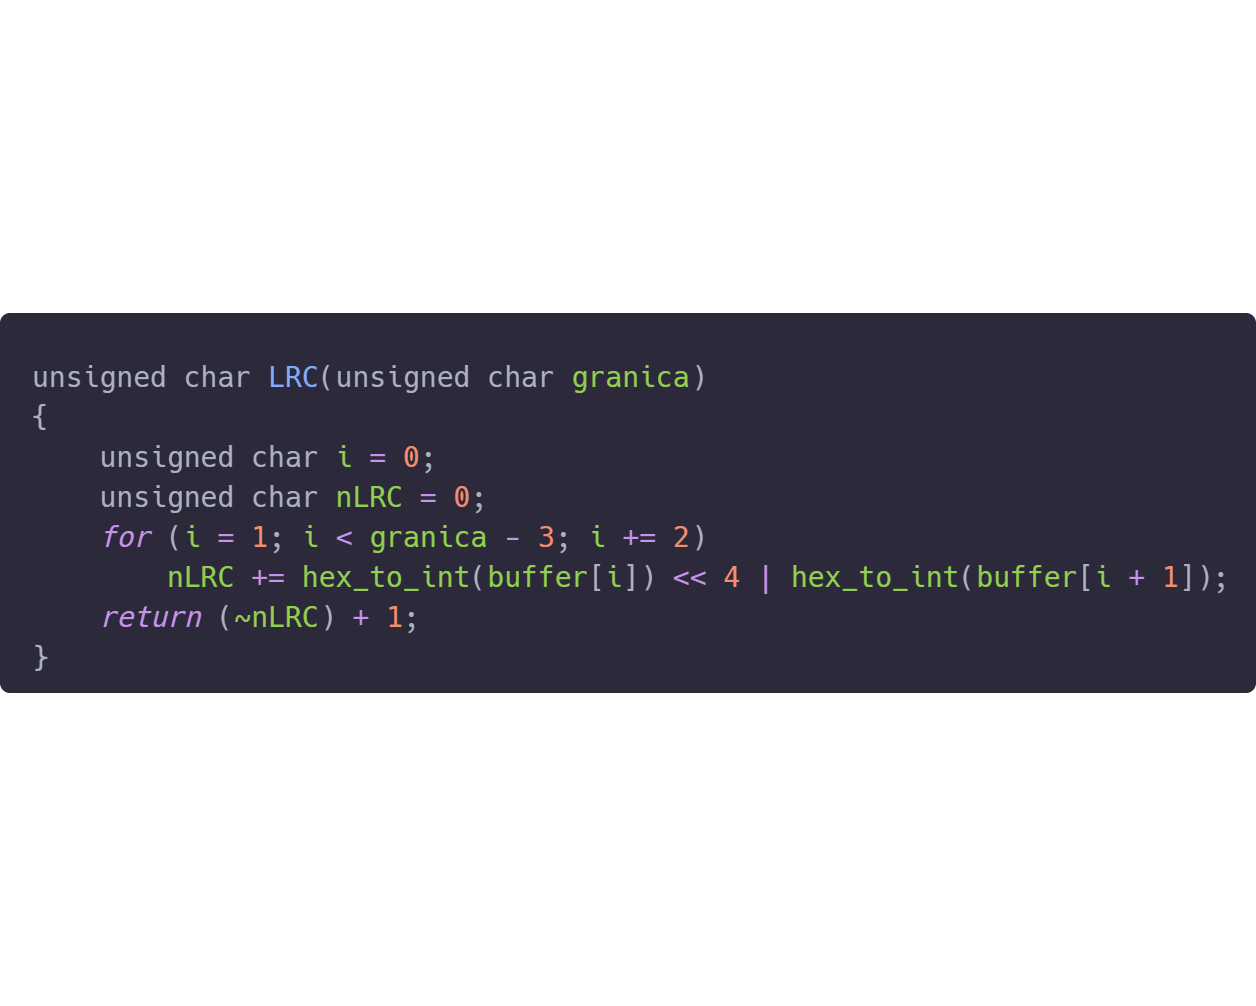 unsigned char LRC(unsigned char granica)
{
    unsigned char i = 0;
    unsigned char nLRC = 0;
    for (i = 1; i < granica - 3; i += 2)
        nLRC += hex_to_int(buffer[i]) << 4 | hex_to_int(buffer[i + 1]);
    return (~nLRC) + 1;
}